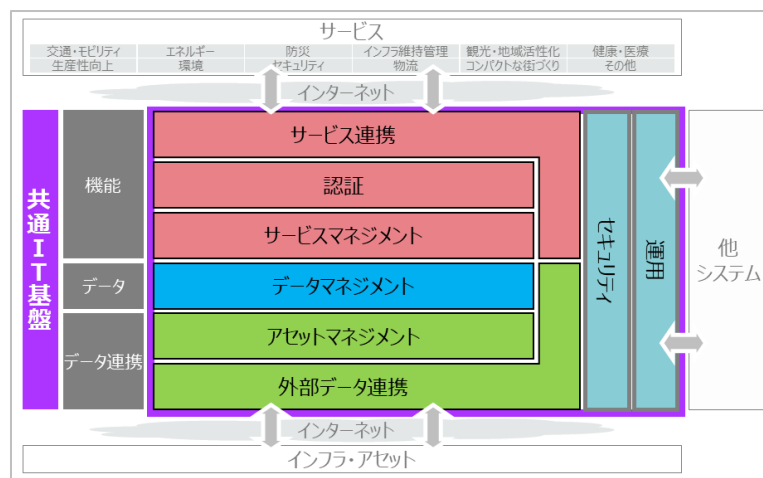 サービス
交通・モビリティ エネルギー 防災 インフラ維持管理 観光・地域活性化 健康・医療
生産性向上 環境 セキュリティ 物流 コンパクトな街づくり その他
インターネット
共通IT基盤
機能
サービス連携
認証
サービスマネジメント
データ
データマネジメント
データ連携
アセットマネジメント
外部データ連携
セキュリティ
運用
他
システム
インターネット
インフラ・アセット